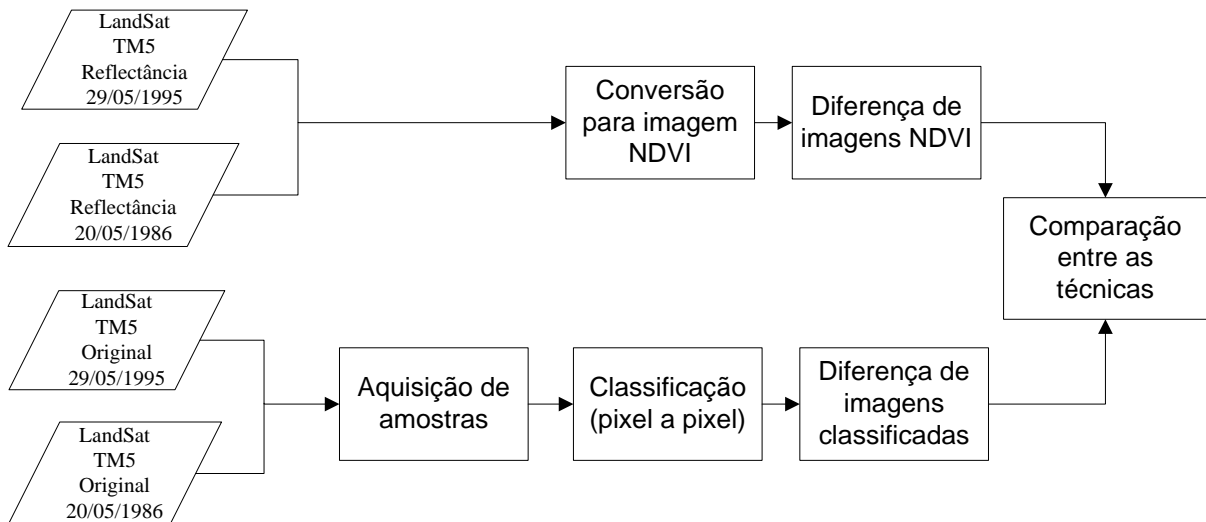 LandSat
TM5
Reflectância
29/05/1995
LandSat
TM5
Reflectância
20/05/1986
Conversão
para imagem
NDVI
Diferença de
imagens NDVI
Comparação
entre as
técnicas
LandSat
TM5
Original
29/05/1995
LandSat
TM5
Original
20/05/1986
Aquisição de
amostras
Classificação
(pixel a pixel)
Diferença de
imagens
classificadas